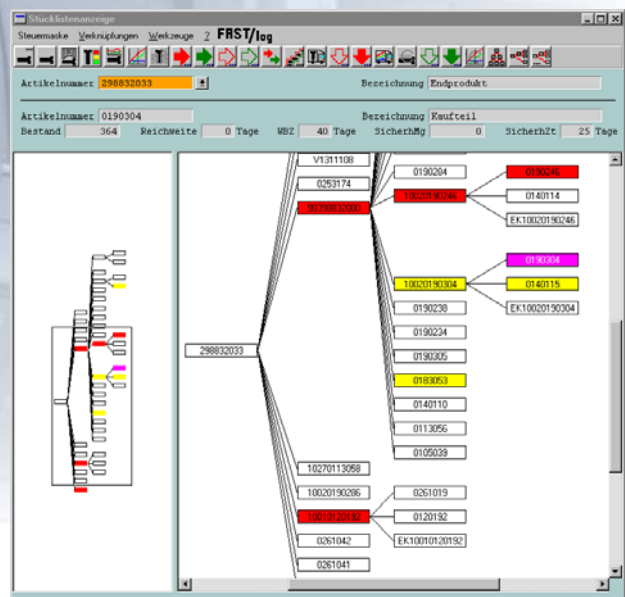 Stücklistenanzeige
Steuermaske Verknüpfungen Werkzeuge ? FAST/log
Artikelnummer 298832033 Bezeichnung Endprodukt
Artikelnummer 0190304 Bezeichnung Kaufteil
Bestand 364 Reichweite 0 Tage WBZ 40 Tage SicherhMg 0 SicherhZt 25 Tage
V1311108
0190284 0190246
0253174
90398832000 10020190246 0140114
EK10020190246
0190304
10020190304 0140115
0190238 EK10020190304
0190234
298832033 0190305
0183053
0140110
0113056
0105039
10270113058
10020190286 0261019
10010120192 0120192
0261042 EK10010120192
0261041